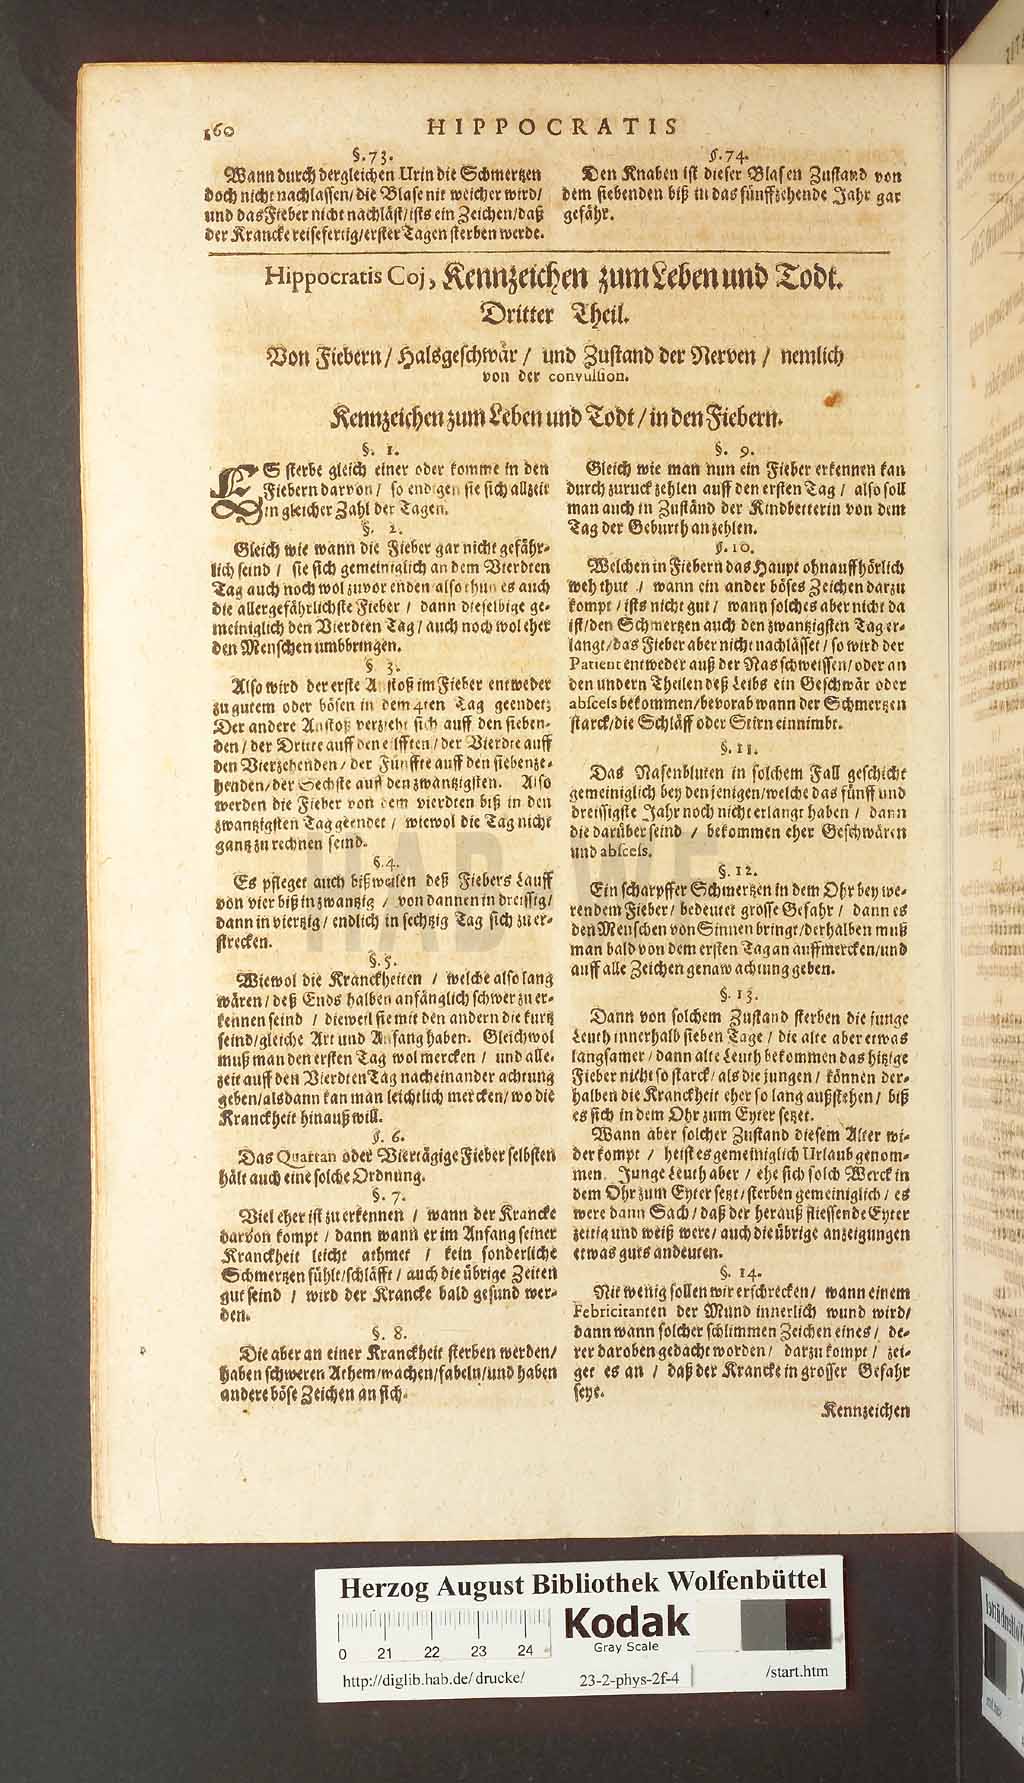 160
HIPPOCRATIS
§. 73.
Wann durch dergleichen Urin die Schmertzen
doch nicht nachlassen/ die Blase nit weicher wird/
und das Fieber nicht nachläst/ ists ein Zeichen/ daß
der Krancke reisefertig/ erster Tagen sterben werde.
§. 74.
Den Knaben ist dieser Blasen Zustand von
dem siebenden biß in das fünffzehende Jahr gar
gefähr.
Hippocratis Coj, Kennzeichen zum Leben und Todt.
Dritter Theil.
Von Fiebern/ Halsgeschwär/ und Zustand der Nerven/ nemlich
von der convulsion.
Kennzeichen zum Leben und Todt/ in den Fiebern.
§. 1.
ES sterbe gleich einer oder komme in den
Fiebern darvon/ so endigen sie sich allzeit
in gleicher Zahl der Tagen.
§. 2.
Gleich wie wann die Fieber gar nicht gefähr-
lich seind/ sie sich gemeiniglich an dem Vierdten
Tag auch noch wol zuvor enden also thun es auch
die allergefährlichste Fieber/ dann dieselbige ge-
meiniglich den Vierdten Tag/ auch noch wol eher
den Menschen umbbringen.
§. 3.
Also wird der erste Anstoß im Fieber entweder
zu gutem oder bösen in dem 4ten Tag geendet;
Der andere Anstoß verzieht sich auff den sieben-
den/ der Dritte auff den eilfften/ der Vierdte auff
den Vierzehenden/ der Fünffte auff den siebenze-
henden/ der Sechste auff den zwantzigsten. Also
werden die Fieber von dem vierdten biß in den
zwantzigsten Tag geendet/ wiewol die Tag nicht
gantz zu rechnen seind.
§. 4.
Es pfleget auch bißweilen deß Fiebers Lauff
von vier biß in zwantzig/ von dannen in dreissig/
dann in viertzig/ endlich in sechtzig Tag sich zu er-
strecken.
§. 5.
Wiewol die Kranckheiten/ welche also lang
wären/ deß Ends halben anfänglich schwer zu er-
kennen seind/ dieweil sie mit den andern die kurtz
seind/ gleiche Art und Anfang haben. Gleichwol
muß man den ersten Tag wol mercken/ und alle-
zeit auff den Vierdten Tag nacheinander achtung
geben/ alsdann kan man leichtlich mercken/ wo die
Kranckheit hinauß will.
§. 6.
Das Quartan oder Viertägige Fieber selbsten
hält auch eine solche Ordnung.
§. 7.
Viel eher ist zu erkennen/ wann der Krancke
darvon kompt/ dann wann er im Anfang seiner
Kranckheit leicht athmet/ kein sonderliche
Schmertzen fühlt/ schläfft/ auch die übrige Zeiten
gut seind/ wird der Krancke bald gesund wer-
den.
§. 8.
Die aber an einer Kranckheit sterben werden/
haben schweren Athem/ wachen/ fabeln/ und haben
andere böse Zeichen an sich.
§. 9.
Gleich wie man nun ein Fieber erkennen kan
durch zuruck zehlen auff den ersten Tag/ also soll
man auch in Zuständ der Kindbetterin von dem
Tag der Geburth anzehlen.
§. 10.
Welchen in Fiebern das Haupt ohnauffhörlich
weh thut/ wann ein ander böses Zeichen darzu
kompt/ ists nicht gut/ wann solches aber nicht da
ist/ den Schmertzen auch den zwantzigsten Tag er-
langt/ das Fieber aber nicht nachlässet/ so wird der
Patient entweder auß der Nas schweissen/ oder an
den undern Theilen deß Leibs ein Geschwär oder
abscels bekommen/ bevorab wann der Schmertzen
starck/ die Schläff oder Stirn einnimbt.
§. 11.
Das Nasenbluten in solchem Fall geschicht
gemeiniglich bey denjenigen/ welche das fünff und
dreissigste Jahr noch nicht erlangt haben/ dann
die darüber seind/ bekommen eher Geschwären
und abscels.
§. 12.
Ein scharpffer Schmertzen in dem Ohr bey we-
rendem Fieber/ bedeutet grosse Gefahr/ dann es
den Menschen von Sinnen bringt/ derhalben muß
man bald von dem ersten Tag an auffmercken/ und
auff alle Zeichen genaw achtung geben.
§. 13.
Dann von solchem Zustand sterben die junge
Leuth innerhalb sieben Tage/ die alte aber etwas
langsamer/ dann alte Leuth bekommen das hitzige
Fieber nicht so starck/ als die jungen/ können der-
halben die Kranckheit eher so lang außstehen/ biß
es sich in dem Ohr zum Eyter setzet.
Wann aber solcher Zustand diesem Alter wi-
derkompt/ heist es gemeiniglich Urlaub genom-
men. Junge Leuth aber/ ehe sich solch Werck in
dem Ohr zum Eyter setzt/ sterben gemeiniglich/ es
were dann Sach/ daß der herauß fliessende Eyter
zeitig und weiß were/ auch die übrige anzeigungen
etwas guts andeuten.
§. 14.
Nit wenig sollen wir erschrecken/ wann einem
Febricitanten der Mund innerlich wund wird/
dann wann solcher schlimmen Zeichen eines/ de-
rer daroben gedacht worden/ darzu kompt/ zei-
get es an/ daß der Krancke in grosser Gefahr
seye.
Kennzeichen
HAB WF
Herzog August Bibliothek Wolfenbüttel
Kodak
Gray Scale
0 21 22 23 24
http://diglib.hab.de/drucke/ 23-2-phys-2f-4 /start.htm